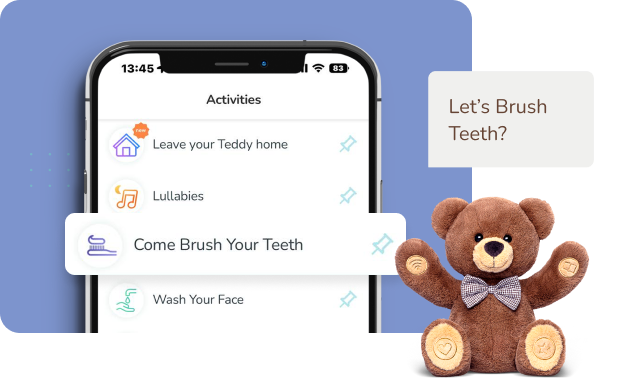 13:45
83
Activities
new
Leave your Teddy home
Lullabies
Come Brush Your Teeth
Wash Your Face
Let's Brush
Teeth?